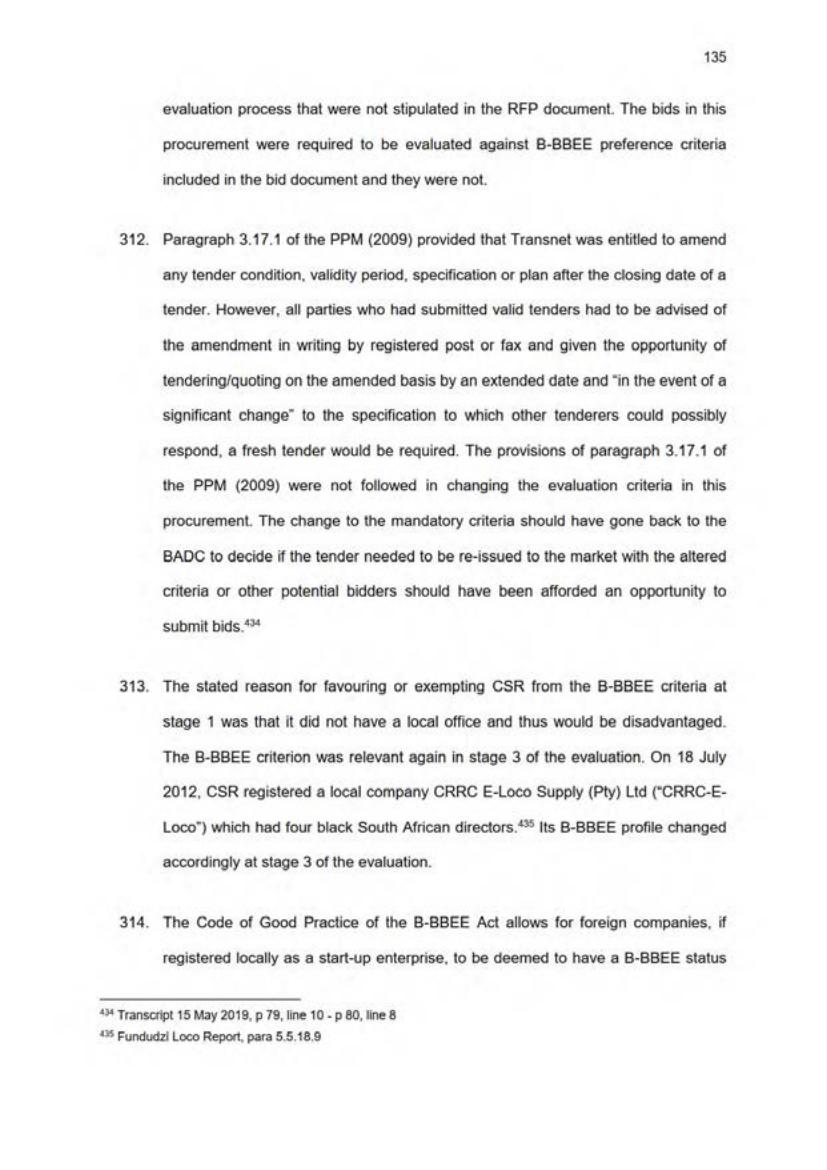 135
evaluation process that were not stipulated in the RFP document. The bids in this
procurement were required to be evaluated against B-BBEE preference criteria
included in the bid document and they were not.
312. Paragraph 3.17.1 of the PPM (2009) provided that Transnet was entitled to amend
any tender condition, validity period, specification or plan after the closing date of a
tender. However, all parties who had submitted valid tenders had to be advised of
the amendment in writing by registered post or fax and given the opportunity of
tendering/quoting on the amended basis by an extended date and “in the event of a
significant change” to the specification to which other tenderers could possibly
respond, a fresh tender would be required. The provisions of paragraph 3.17.1 of
the PPM (2009) were not followed in changing the evaluation criteria in this
procurement. The change to the mandatory criteria should have gone back to the
BADC to decide if the tender needed to be re-issued to the market with the altered
criteria or other potential bidders should have been afforded an opportunity to
submit bids.434
313. The stated reason for favouring or exempting CSR from the B-BBEE criteria at
stage 1 was that it did not have a local office and thus would be disadvantaged.
The B-BBEE criterion was relevant again in stage 3 of the evaluation. On 18 July
2012, CSR registered a local company CRRC E-Loco Supply (Pty) Ltd (“CRRC-E-
Loco”) which had four black South African directors.435 Its B-BBEE profile changed
accordingly at stage 3 of the evaluation.
314. The Code of Good Practice of the B-BBEE Act allows for foreign companies, if
registered locally as a start-up enterprise, to be deemed to have a B-BBEE status
434 Transcript 15 May 2019, p 79, line 10 - p 80, line 8
435 Fundudzi Loco Report, para 5.5.18.9